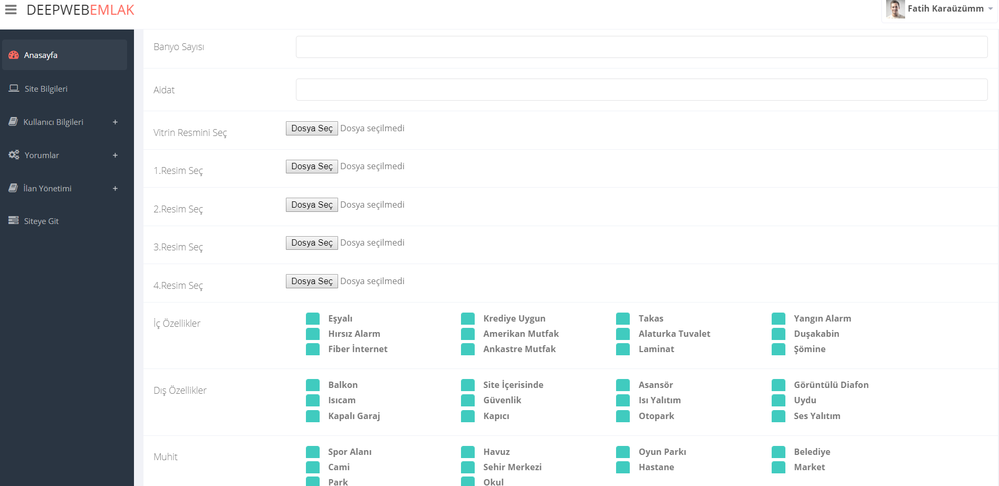 DEEPWEBEMLAK
Fatih Karaüzümm
Anasayfa
Site Bilgileri
Kullanıcı Bilgileri +
Yorumlar +
İlan Yönetimi +
Siteye Git
Banyo Sayısı
Aidat
Vitrin Resmini Seç Dosya Seç Dosya seçilmedi
1.Resim Seç Dosya Seç Dosya seçilmedi
2.Resim Seç Dosya Seç Dosya seçilmedi
3.Resim Seç Dosya Seç Dosya seçilmedi
4.Resim Seç Dosya Seç Dosya seçilmedi
İç Özellikler
Eşyalı Krediye Uygun Takas Yangın Alarm
Hırsız Alarm Amerikan Mutfak Alaturka Tuvalet Duşakabin
Fiber İnternet Ankastre Mutfak Laminat Şömine
Dış Özellikler
Balkon Site İçerisinde Asansör Görüntülü Diafon
Isıcam Güvenlik Isı Yalıtım Uydu
Kapalı Garaj Kapıcı Otopark Ses Yalıtım
Muhit
Spor Alanı Havuz Oyun Parkı Belediye
Cami Sehir Merkezi Hastane Market
Park Okul